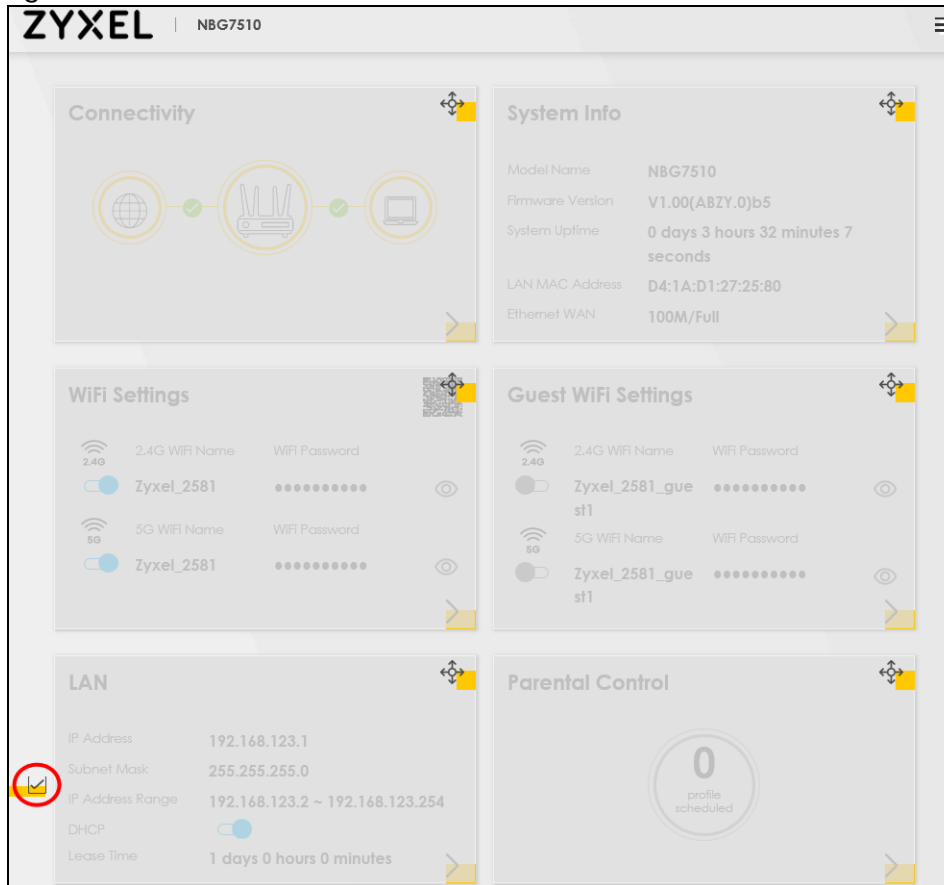 ZYXEL | NBG7510
Connectivity
System Info
Model Name NBG7510
Firmware Version V1.00(ABZY.0)b5
System Uptime 0 days 3 hours 32 minutes 7
seconds
LAN MAC Address D4:1A:D1:27:25:80
Ethernet WAN 100M/Full
WiFi Settings
2.4G
2.4G WiFi Name WiFi Password
Zyxel_2581 ●●●●●●●●●●
5G
5G WiFi Name WiFi Password
Zyxel_2581 ●●●●●●●●●●
Guest WiFi Settings
2.4G
2.4G WiFi Name WiFi Password
Zyxel_2581_gue ●●●●●●●●●●
st1
5G
5G WiFi Name WiFi Password
Zyxel_2581_gue ●●●●●●●●●●
st1
LAN
IP Address 192.168.123.1
Subnet Mask 255.255.255.0
IP Address Range 192.168.123.2 ~ 192.168.123.254
DHCP
Lease Time 1 days 0 hours 0 minutes
Parental Control
0
profile
scheduled